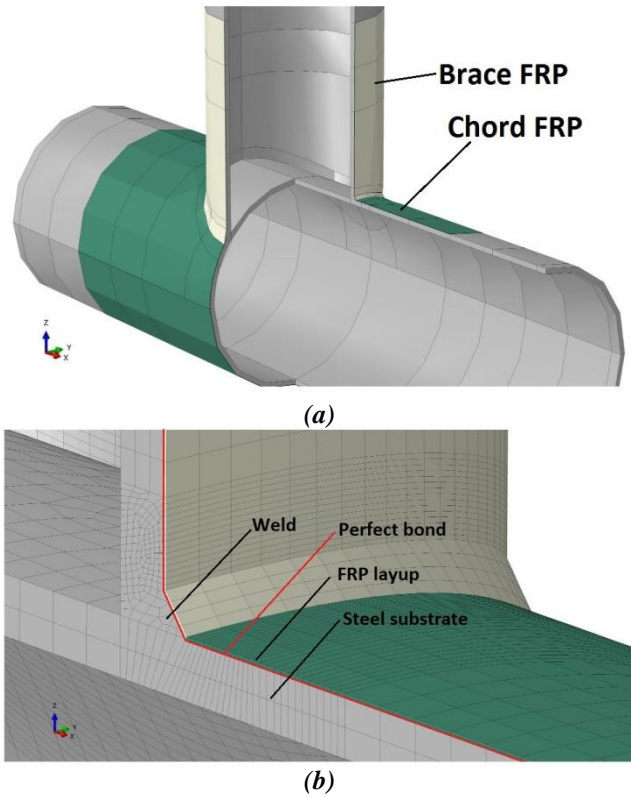 Brace FRP
Chord FRP
Z
Y
X
(a)
Weld
Perfect bond
FRP layup
Steel substrate
Z
Y
X
(b)